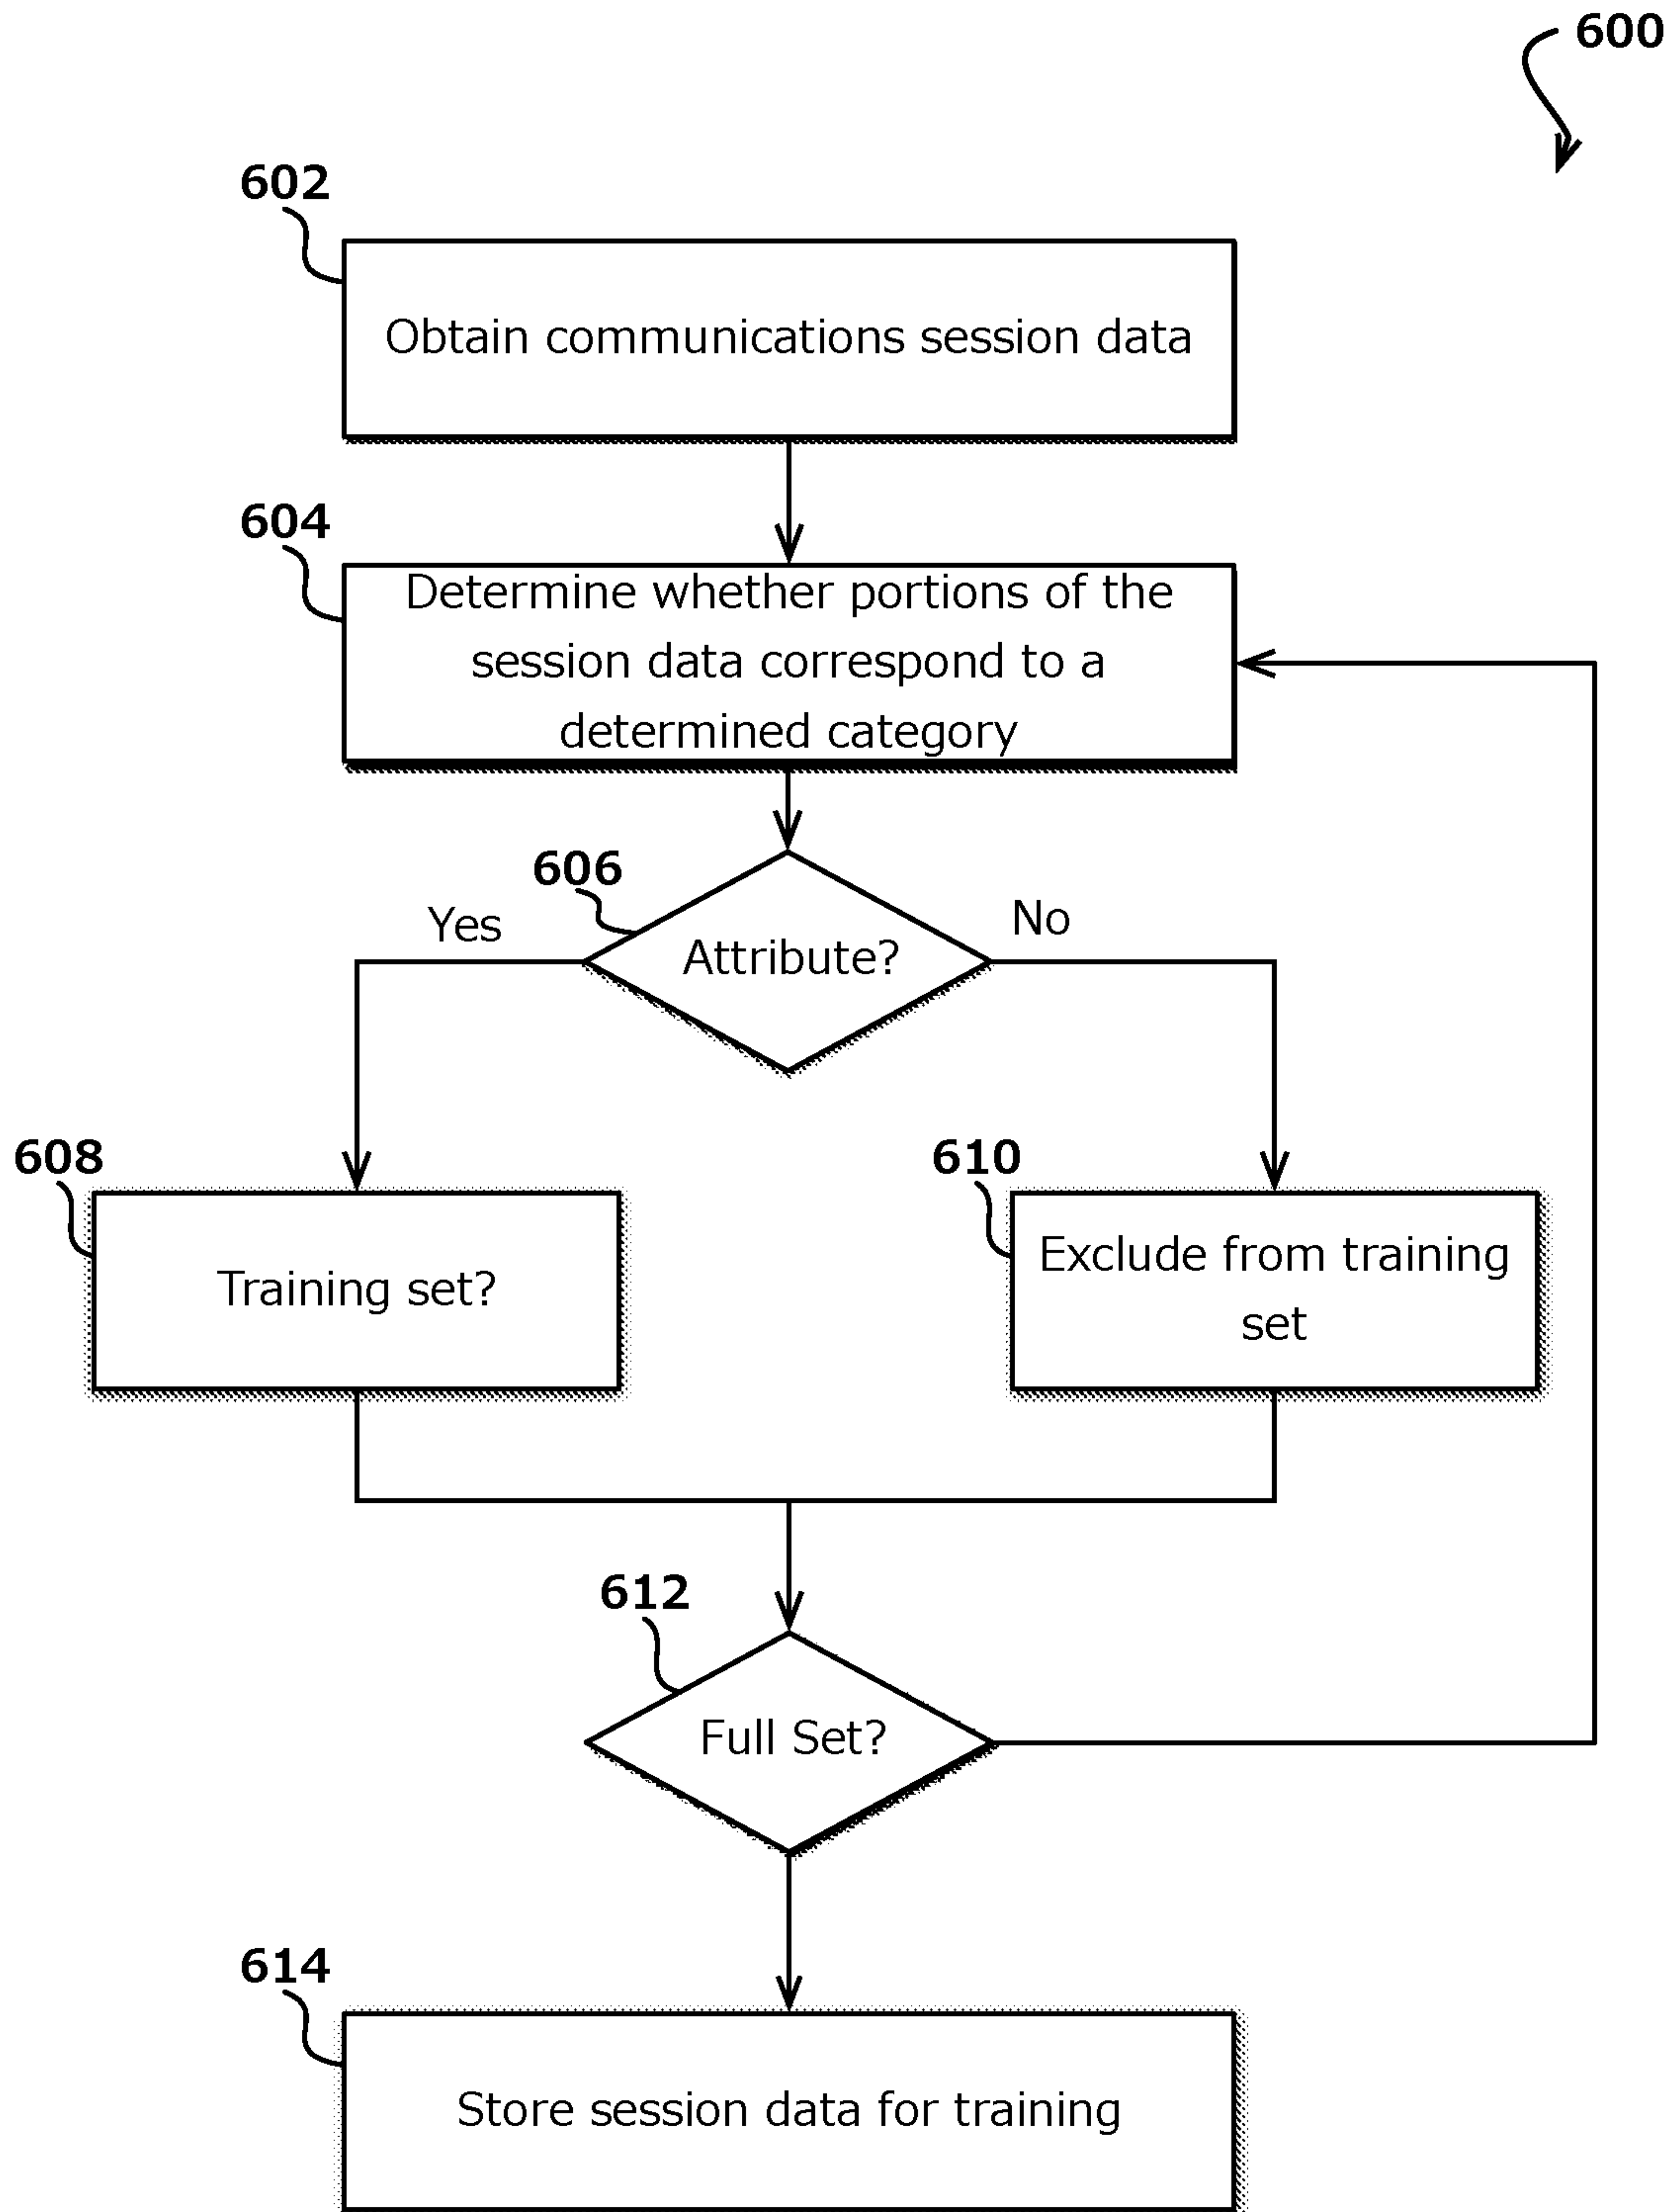 600
602
Obtain communications session data
604
Determine whether portions of the
session data correspond to a
determined category
606
Yes
No
Attribute?
608
610
Training set?
Exclude from training
set
612
Full Set?
614
Store session data for training